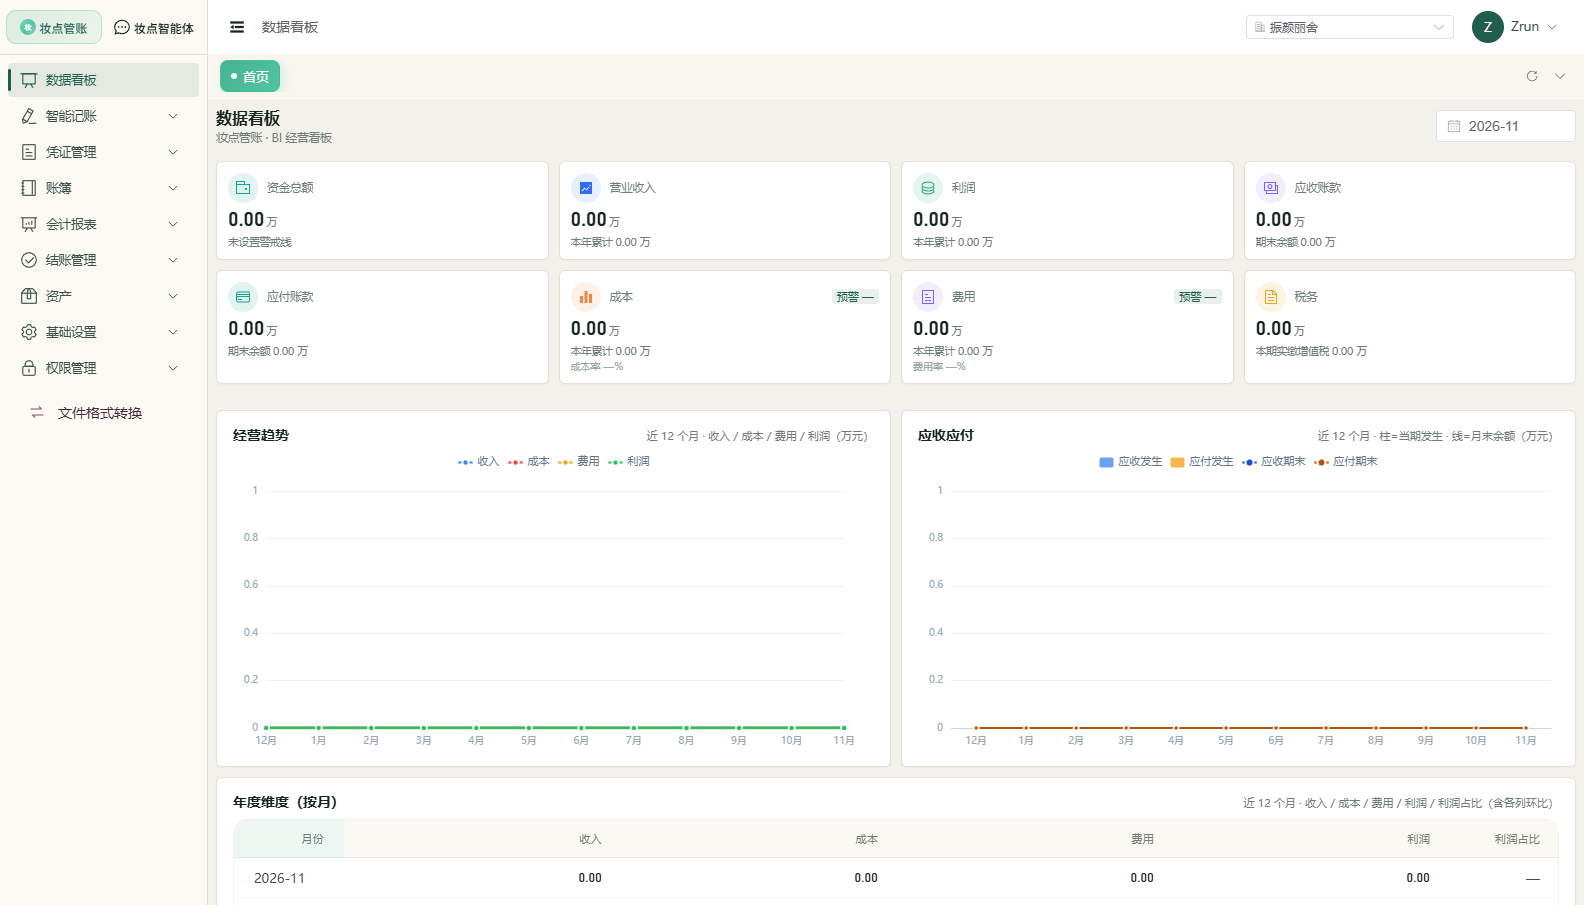 妆 妆点管账
妆点智能体
数据看板
振颜丽舍
Z Zrun
数据看板
智能记账
凭证管理
账簿
会计报表
结账管理
资产
基础设置
权限管理
文件格式转换
首页
数据看板
妆点管账 · BI 经营看板
2026-11
资金总额
0.00 万
未设置警戒线
营业收入
0.00 万
本年累计 0.00 万
利润
0.00 万
本年累计 0.00 万
应收账款
0.00 万
期末余额 0.00 万
应付账款
0.00 万
期末余额 0.00 万
成本
预警 —
0.00 万
本年累计 0.00 万
成本率 —%
费用
预警 —
0.00 万
本年累计 0.00 万
费用率 —%
税务
0.00 万
本期实缴增值税 0.00 万
经营趋势
近 12 个月 · 收入 / 成本 / 费用 / 利润（万元）
收入 成本 费用 利润
1
0.8
0.6
0.4
0.2
0
12月 1月 2月 3月 4月 5月 6月 7月 8月 9月 10月 11月
应收应付
近 12 个月 · 柱=当期发生 · 线=月末余额（万元）
应收发生 应付发生 应收期末 应付期末
1
0.8
0.6
0.4
0.2
0
12月 1月 2月 3月 4月 5月 6月 7月 8月 9月 10月 11月
年度维度（按月）
近 12 个月 · 收入 / 成本 / 费用 / 利润 / 利润占比（含各列环比）
月份 收入 成本 费用 利润 利润占比
2026-11 0.00 0.00 0.00 0.00 —